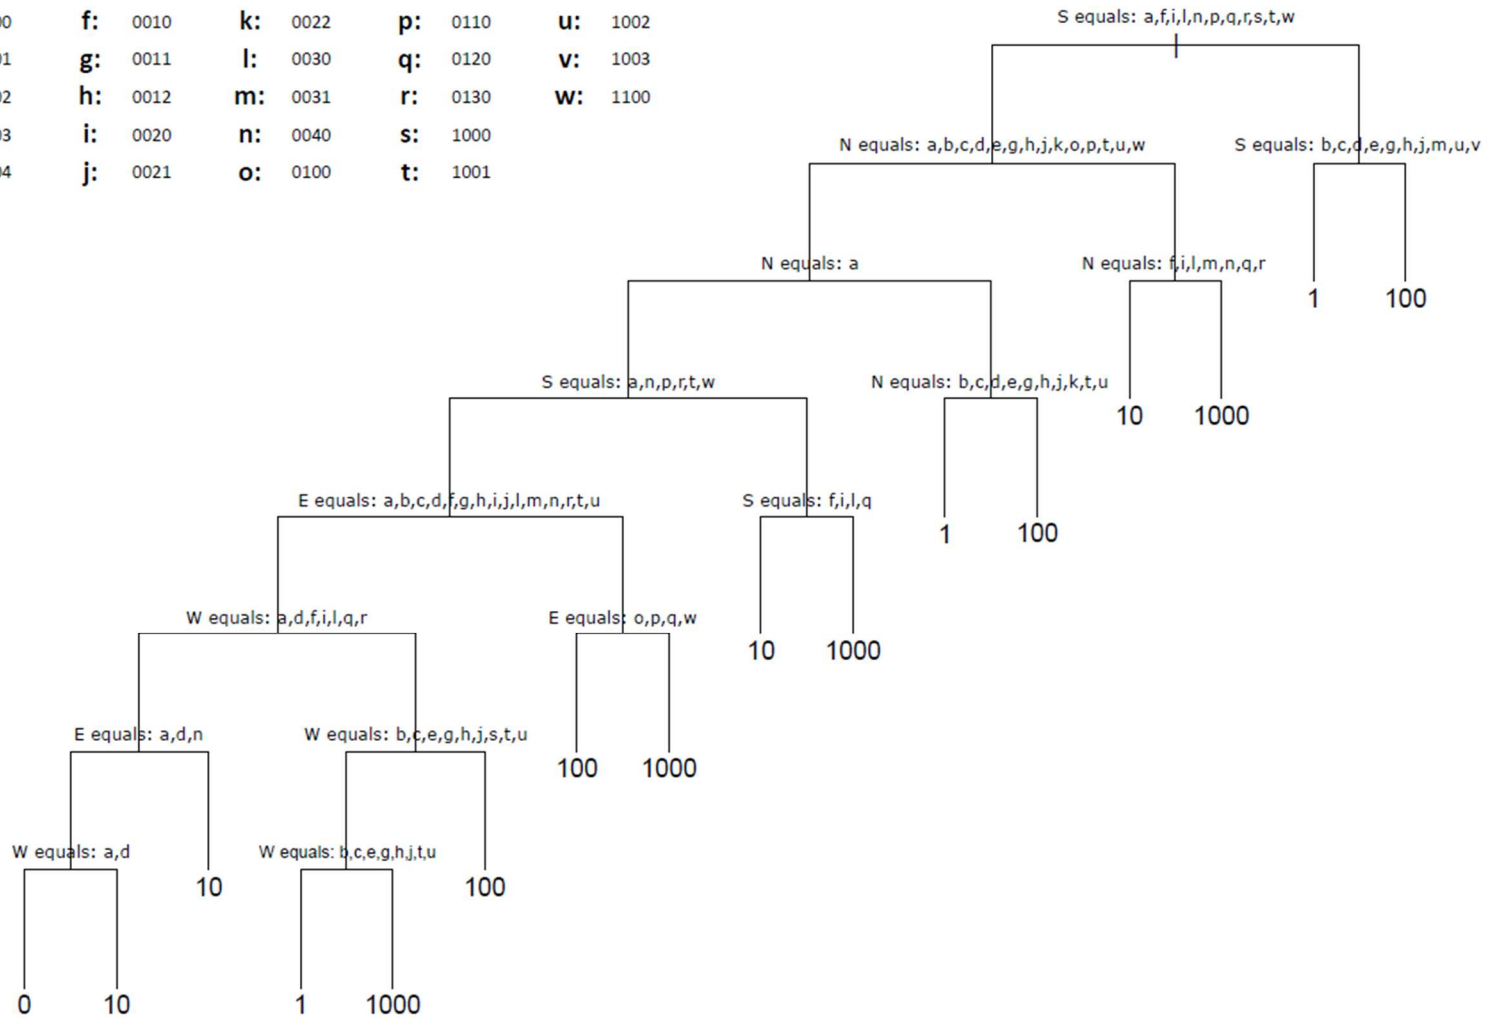 f: 0010 k: 0022 p: 0110 u: 1002
g: 0011 l: 0030 q: 0120 v: 1003
h: 0012 m: 0031 r: 0130 w: 1100
i: 0020 n: 0040 s: 1000
j: 0021 o: 0100 t: 1001
S equals: a,f,i,l,n,p,q,r,s,t,w
N equals: a,b,c,d,e,g,h,j,k,o,p,t,u,w S equals: b,c,d,e,g,h,j,m,u,v
N equals: a N equals: f,i,l,m,n,q,r
1 100
S equals: a,n,p,r,t,w N equals: b,c,d,e,g,h,j,k,t,u
10 1000
E equals: a,b,c,d,f,g,h,i,j,l,m,n,r,t,u S equals: f,i,l,q
1 100
W equals: a,d,f,i,l,q,r E equals: o,p,q,w
10 1000
E equals: a,d,n W equals: b,c,e,g,h,j,s,t,u
100 1000
W equals: a,d W equals: b,c,e,g,h,j,t,u
10 100
0 10 1 1000